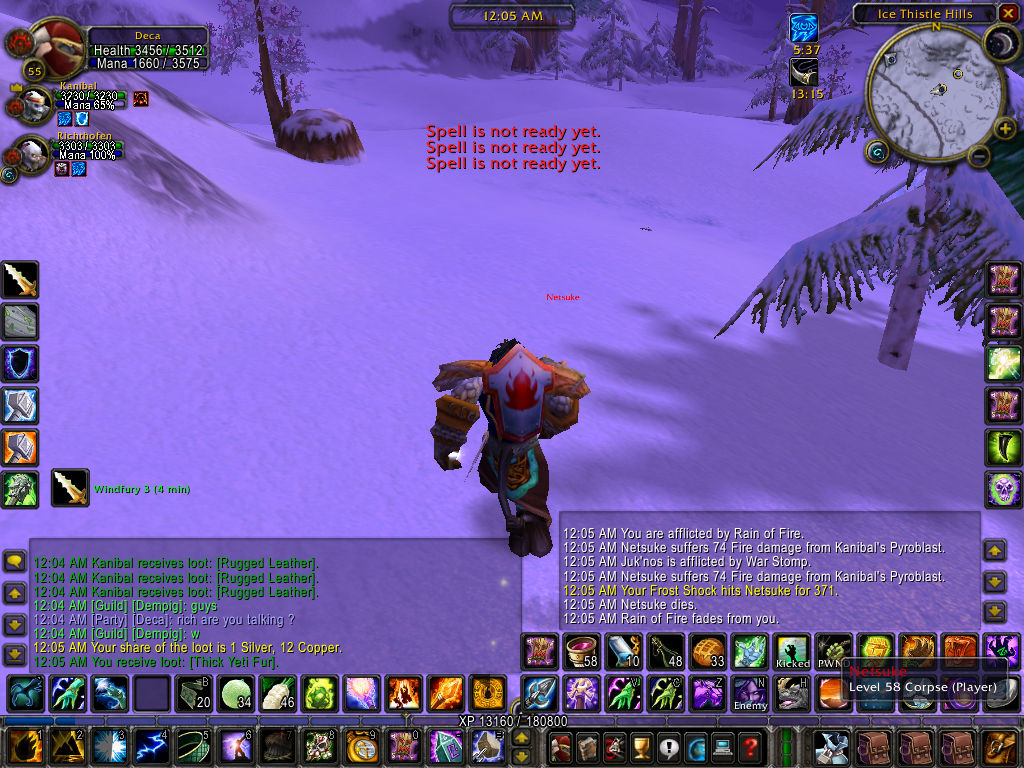 Deca
Health 3456 / 3512
Mana 1660 / 3575
55
Kanibal
3230 / 3230
Mana 65%
Richthofen
3303 / 3303
Mana 100%
12:05 AM
5:37
13:15
Ice Thistle Hills
N
Spell is not ready yet.
Spell is not ready yet.
Spell is not ready yet.
Netsuke
Windfury 3 (4 min)
12:04 AM Kanibal receives loot: [Rugged Leather].
12:04 AM Kanibal receives loot: [Rugged Leather].
12:04 AM Kanibal receives loot: [Rugged Leather].
12:04 AM [Guild] [Dempig]: guys
12:04 AM [Party] [Deca]: rich are you talking ?
12:04 AM [Guild] [Dempig]: w
12:05 AM Your share of the loot is 1 Silver, 12 Copper.
12:05 AM You receive loot: [Thick Yeti Fur].
12:05 AM You are afflicted by Rain of Fire.
12:05 AM Netsuke suffers 74 Fire damage from Kanibal's Pyroblast.
12:05 AM Juk'nos is afflicted by War Stomp.
12:05 AM Netsuke suffers 74 Fire damage from Kanibal's Pyroblast.
12:05 AM Your Frost Shock hits Netsuke for 371.
12:05 AM Netsuke dies.
12:05 AM Rain of Fire fades from you.
58
10
48
33
Kicked
PWN
Netsuke
Level 58 Corpse (Player)
B
20
34
46
V
C
Z
N
Enemy
H
XP 13160 / 180800
1
2
3
4
5
6
7
8
9
0